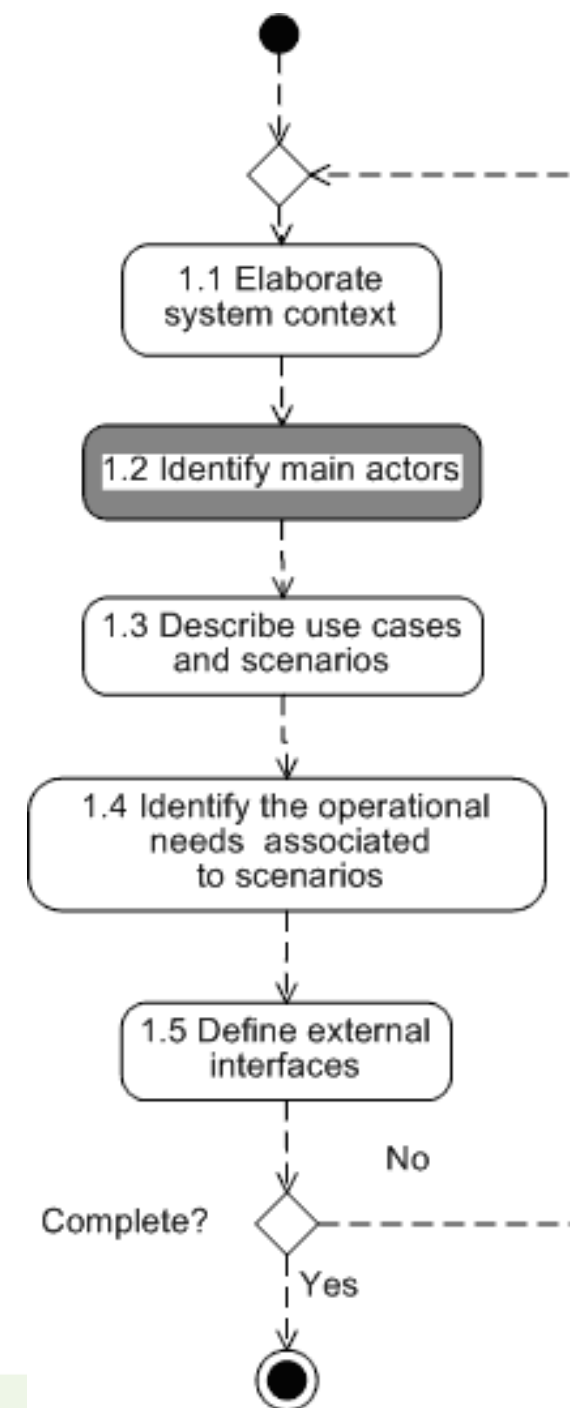 1.1 Elaborate
system context
1.2 Identify main actors
1.3 Describe use cases
and scenarios
1.4 Identify the operational
needs associated
to scenarios
1.5 Define external
interfaces
No
Complete?
Yes